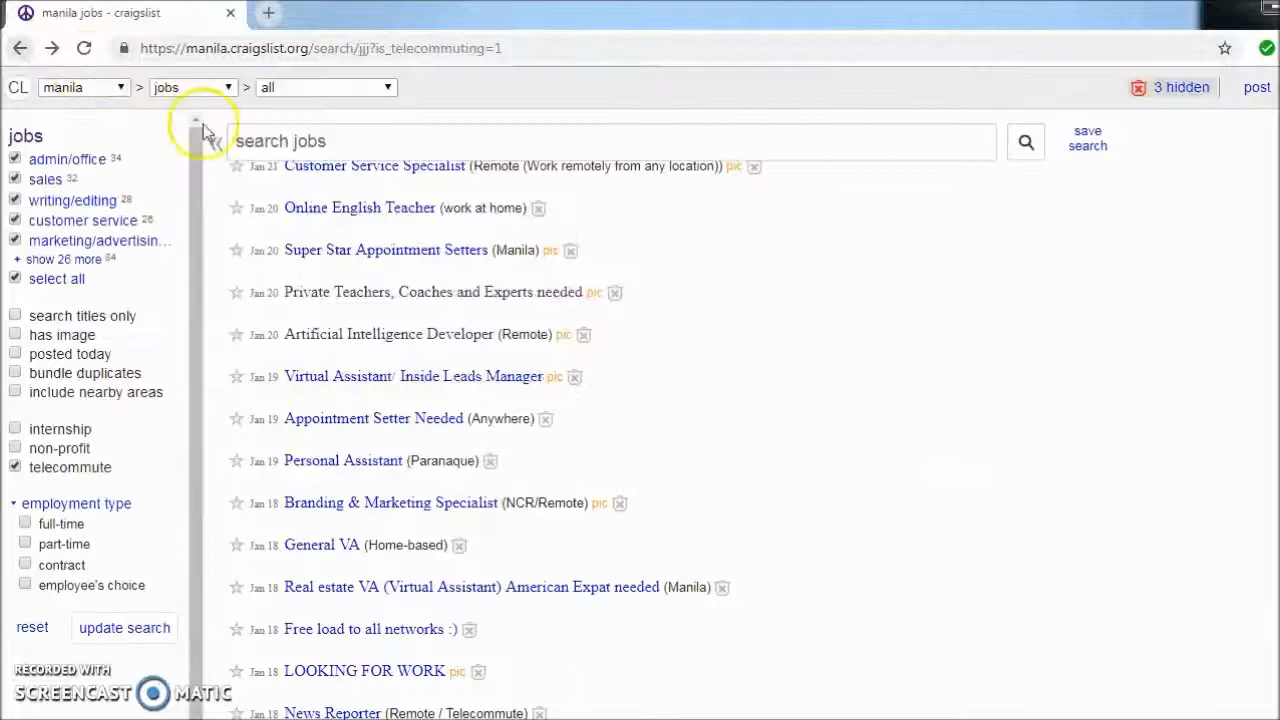 manila jobs - craigslist
https://manila.craigslist.org/search/jjj?is_telecommuting=1
CL manila > jobs > all 3 hidden post
jobs
admin/office 34
sales 32
writing/editing 28
customer service 26
marketing/advertisin...
+ show 26 more 64
select all
search titles only
has image
posted today
bundle duplicates
include nearby areas
internship
non-profit
telecommute
employment type
full-time
part-time
contract
employee's choice
reset update search
search jobs
save
search
Jan 21 Customer Service Specialist (Remote (Work remotely from any location)) pic
Jan 20 Online English Teacher (work at home)
Jan 20 Super Star Appointment Setters (Manila) pic
Jan 20 Private Teachers, Coaches and Experts needed pic
Jan 20 Artificial Intelligence Developer (Remote) pic
Jan 19 Virtual Assistant/ Inside Leads Manager pic
Jan 19 Appointment Setter Needed (Anywhere)
Jan 19 Personal Assistant (Paranaque)
Jan 18 Branding & Marketing Specialist (NCR/Remote) pic
Jan 18 General VA (Home-based)
Jan 18 Real estate VA (Virtual Assistant) American Expat needed (Manila)
Jan 18 Free load to all networks :)
Jan 18 LOOKING FOR WORK pic
Jan 18 News Reporter (Remote / Telecommute)
RECORDED WITH
SCREENCAST MATIC